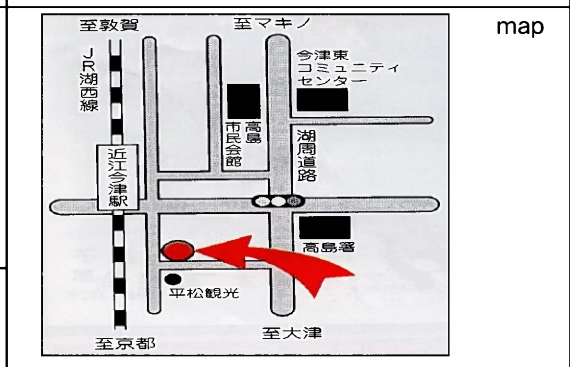 map
至敦賀
至マキノ
JR湖西線
今津東
コミュニティ
センター
高島
市民会館
湖周道路
近江今津駅
高島署
平松観光
至京都
至大津